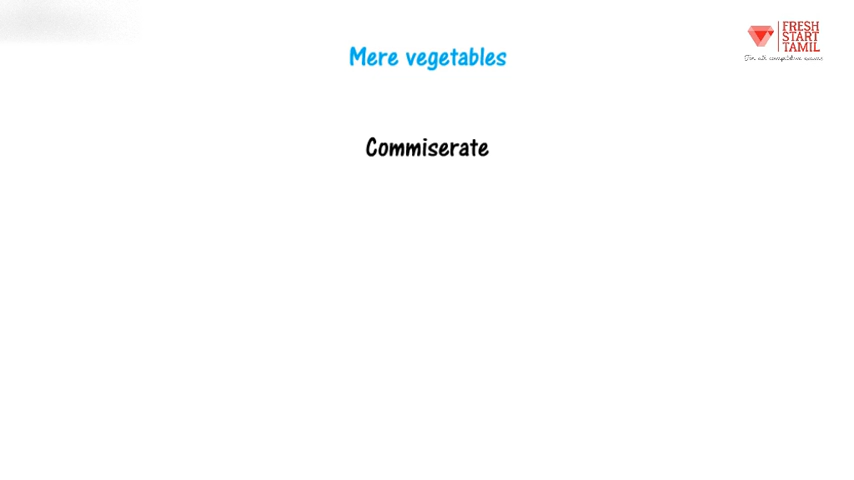 FRESH
START
TAMIL
For all competitive exams
Mere vegetables
Commiserate